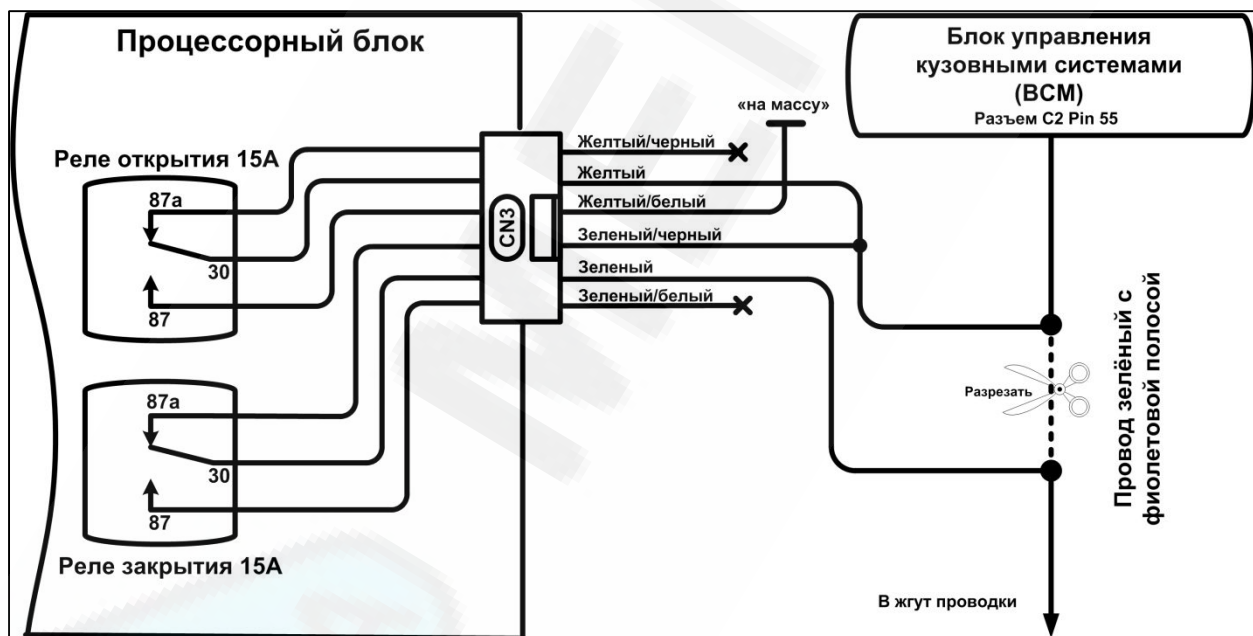 Процессорный блок
Реле открытия 15А
87a
30
87
87a
30
87
Реле закрытия 15А
CN3
Желтый/черный
Желтый
Желтый/белый
Зеленый/черный
Зеленый
Зеленый/белый
«на массу»
Блок управления
кузовными системами
(BCM)
Разъем C2 Pin 55
Разрезать
Провод зелёный с
фиолетовой полосой
В жгут проводки